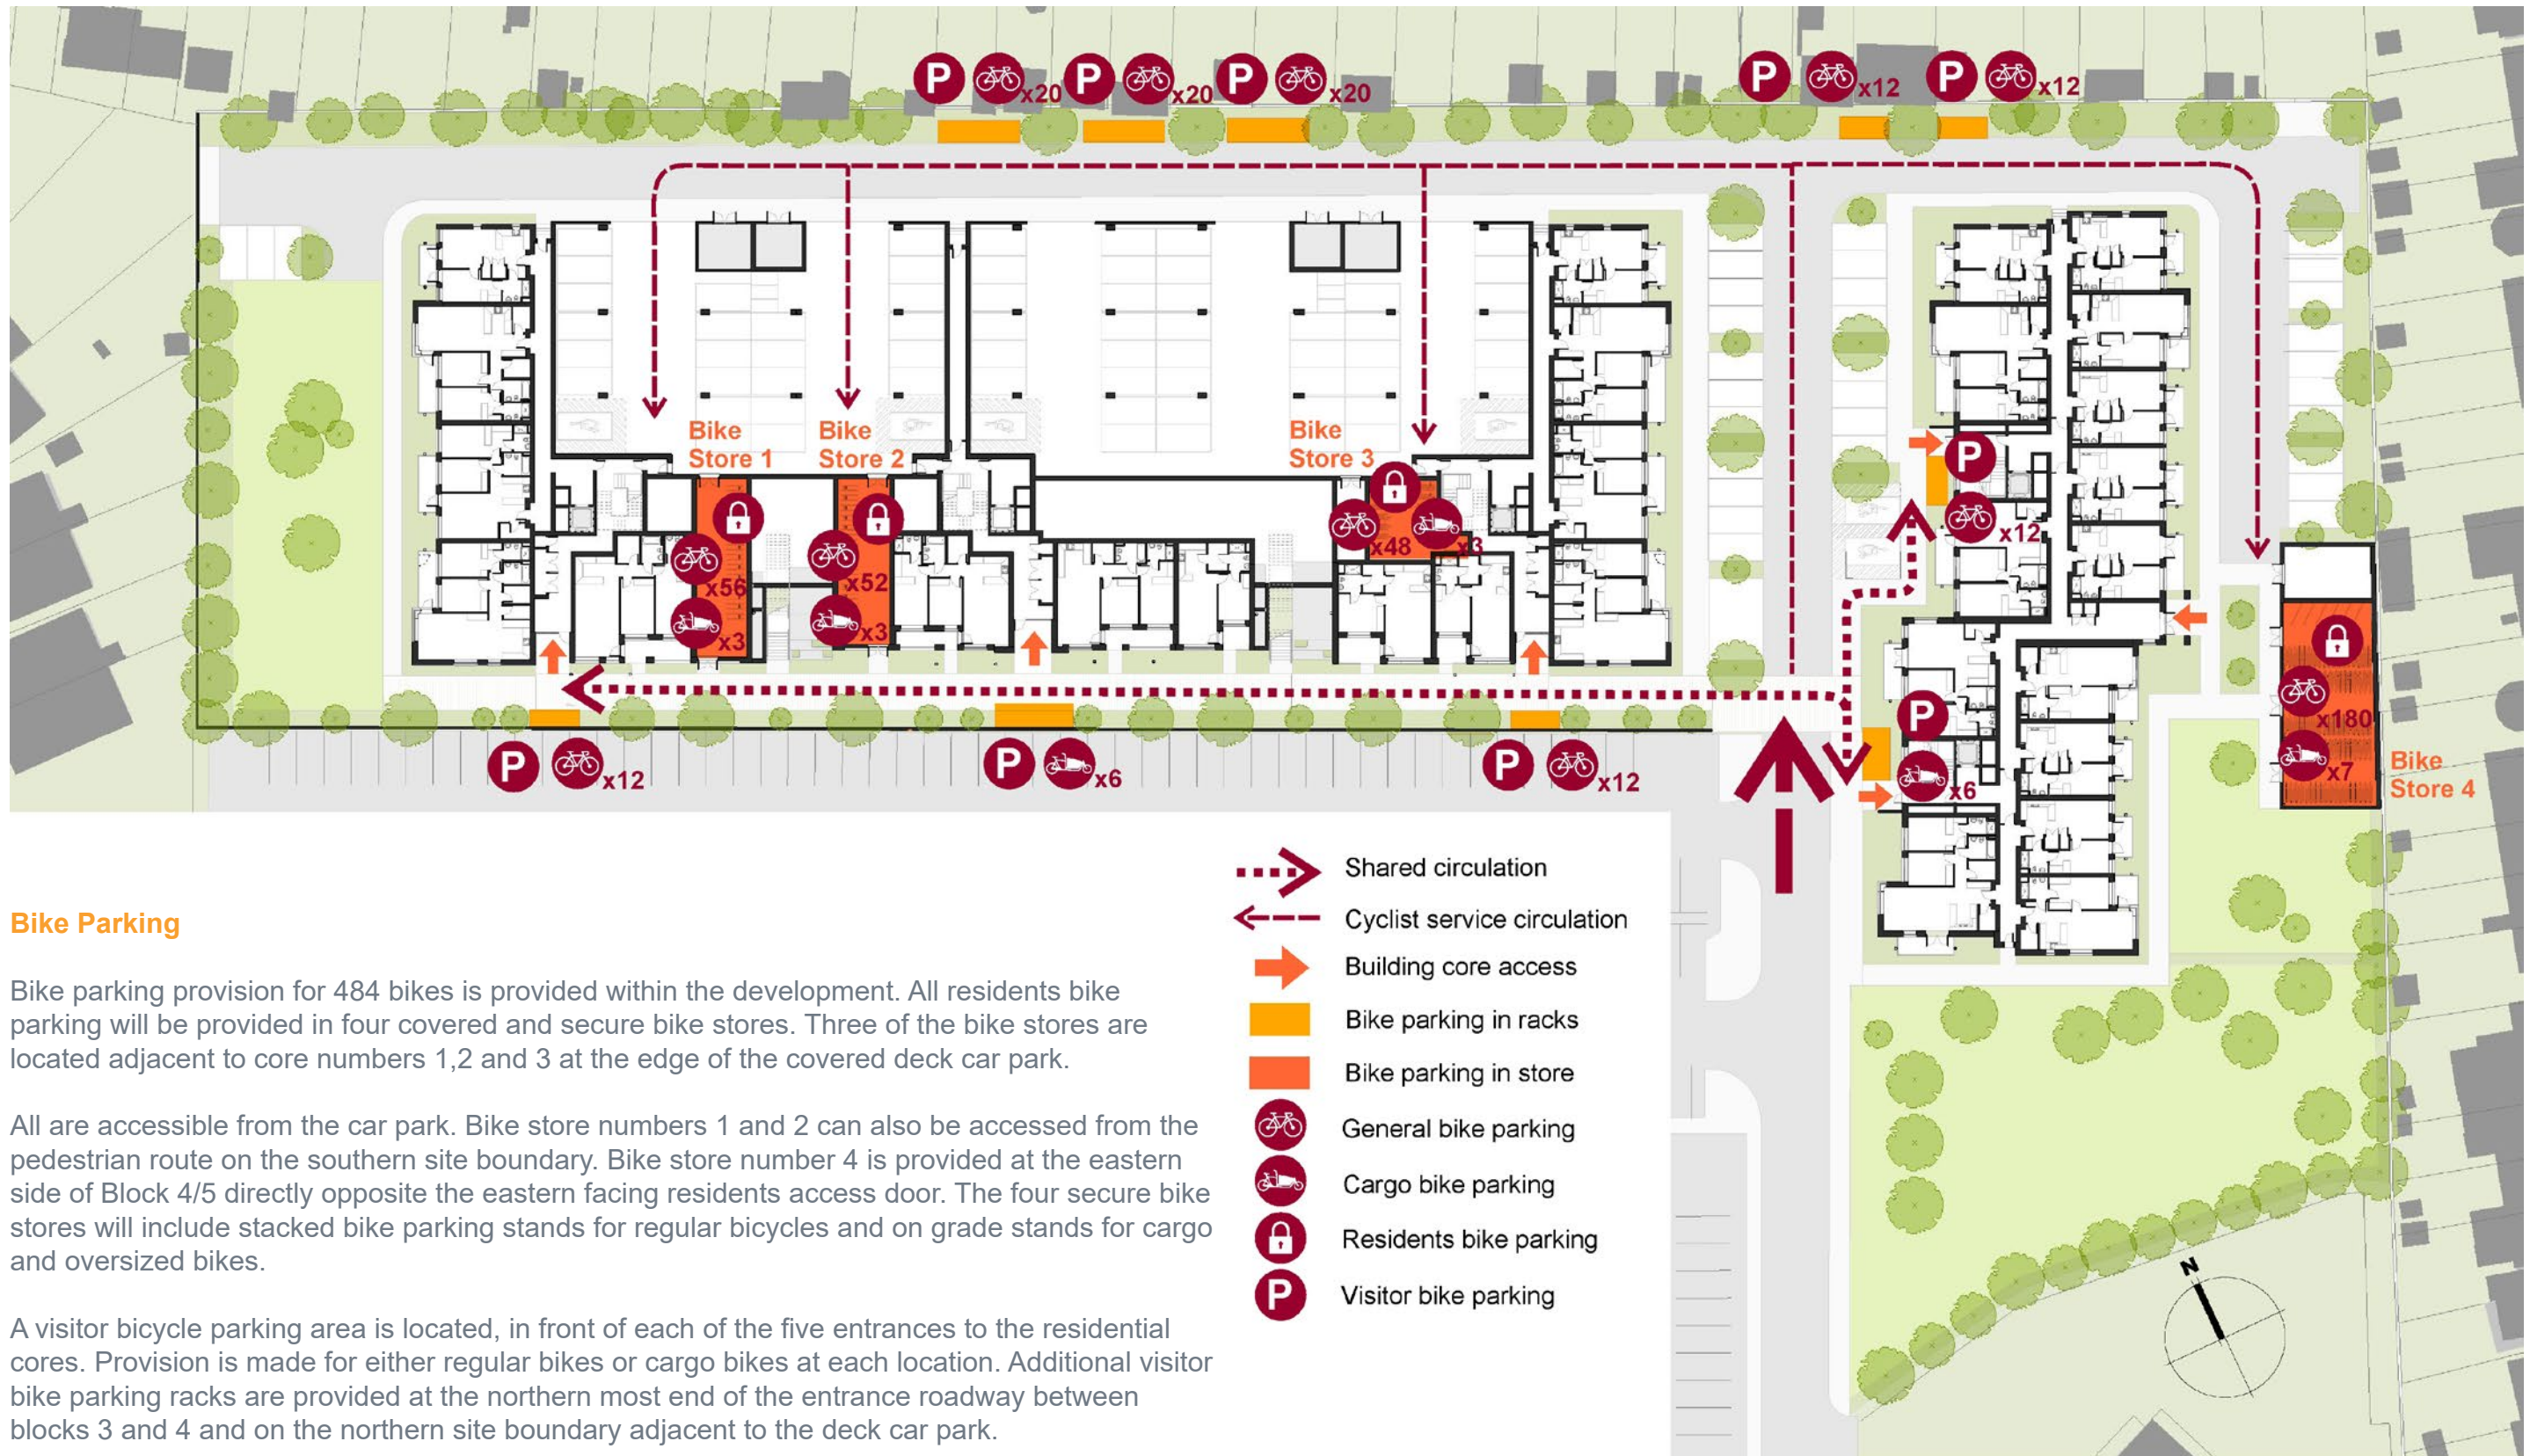 P x20 P x20 P x20 P x12 P x12
Bike Store 1
Bike Store 2
Bike Store 3
P
x12
x48 x3
x56
x52
x3
x3
P
x180
x7
Bike
Store 4
P x12
P x6
P x12
x6
Shared circulation
Cyclist service circulation
Building core access
Bike parking in racks
Bike parking in store
General bike parking
Cargo bike parking
Residents bike parking
P Visitor bike parking
N
Bike Parking
Bike parking provision for 484 bikes is provided within the development. All residents bike
parking will be provided in four covered and secure bike stores. Three of the bike stores are
located adjacent to core numbers 1,2 and 3 at the edge of the covered deck car park.
All are accessible from the car park. Bike store numbers 1 and 2 can also be accessed from the
pedestrian route on the southern site boundary. Bike store number 4 is provided at the eastern
side of Block 4/5 directly opposite the eastern facing residents access door. The four secure bike
stores will include stacked bike parking stands for regular bicycles and on grade stands for cargo
and oversized bikes.
A visitor bicycle parking area is located, in front of each of the five entrances to the residential
cores. Provision is made for either regular bikes or cargo bikes at each location. Additional visitor
bike parking racks are provided at the northern most end of the entrance roadway between
blocks 3 and 4 and on the northern site boundary adjacent to the deck car park.